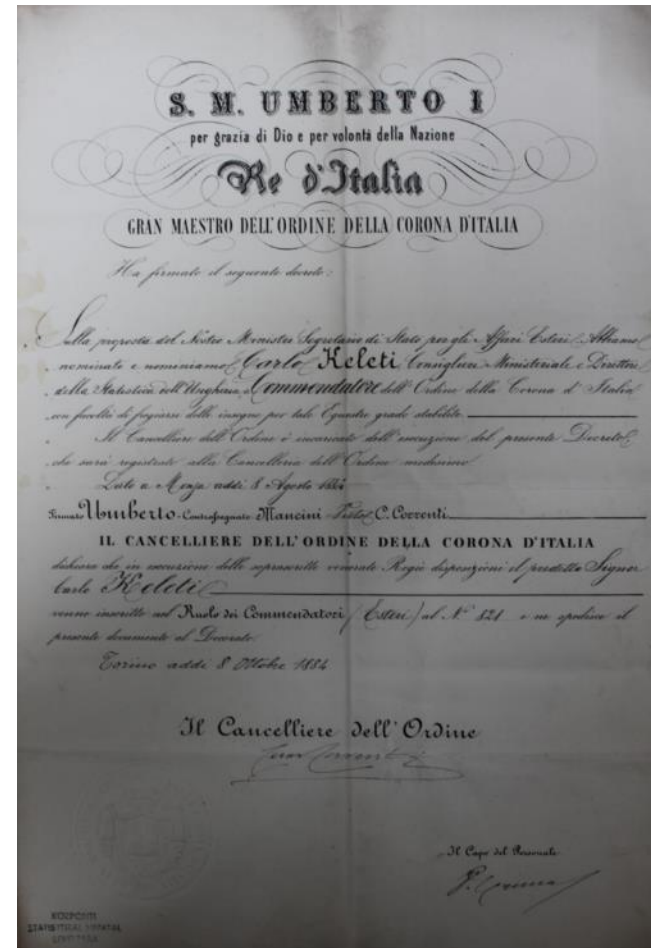 S. M. UMBERTO I
per grazia di Dio e per volontà della Nazione
Re d'Italia
GRAN MAESTRO DELL'ORDINE DELLA CORONA D'ITALIA
Ha firmato il seguente decreto:
Sulla proposta del Nostro Ministro Segretario di Stato per gli Affari Esteri Abbiamo
nominato e nominiamo Carlo Keleti Consigliere Ministeriale e Direttore
della Statistica dell'Ungheria, Commendatore dell'Ordine della Corona d'Italia
con facoltà di fregiarsi delle insegne per tale Equestre grado stabilite.
Il Cancelliere dell'Ordine è incaricato dell'esecuzione del presente Decreto
che sarà registrato alla Cancelleria dell'Ordine medesimo.
Dato a Monza addì 8 Agosto 1884
Firmato Umberto. Controfirmato Mancini Visto C. Correnti.
IL CANCELLIERE DELL'ORDINE DELLA CORONA D'ITALIA
dichiara che in esecuzione delle soprascritte venerate Regie disposizioni il predetto Signor
Carlo Keleti
venne inscritto nel Ruolo dei Commendatori (Esteri) al N.º 821 e ne spedisce il
presente documento al Decorato.
Torino addì 8 Ottobre 1884
Il Cancelliere dell'Ordine
Cesare Correnti
Il Capo del Personale
KÖZPONTI
STATISZTIKAI HIVATAL